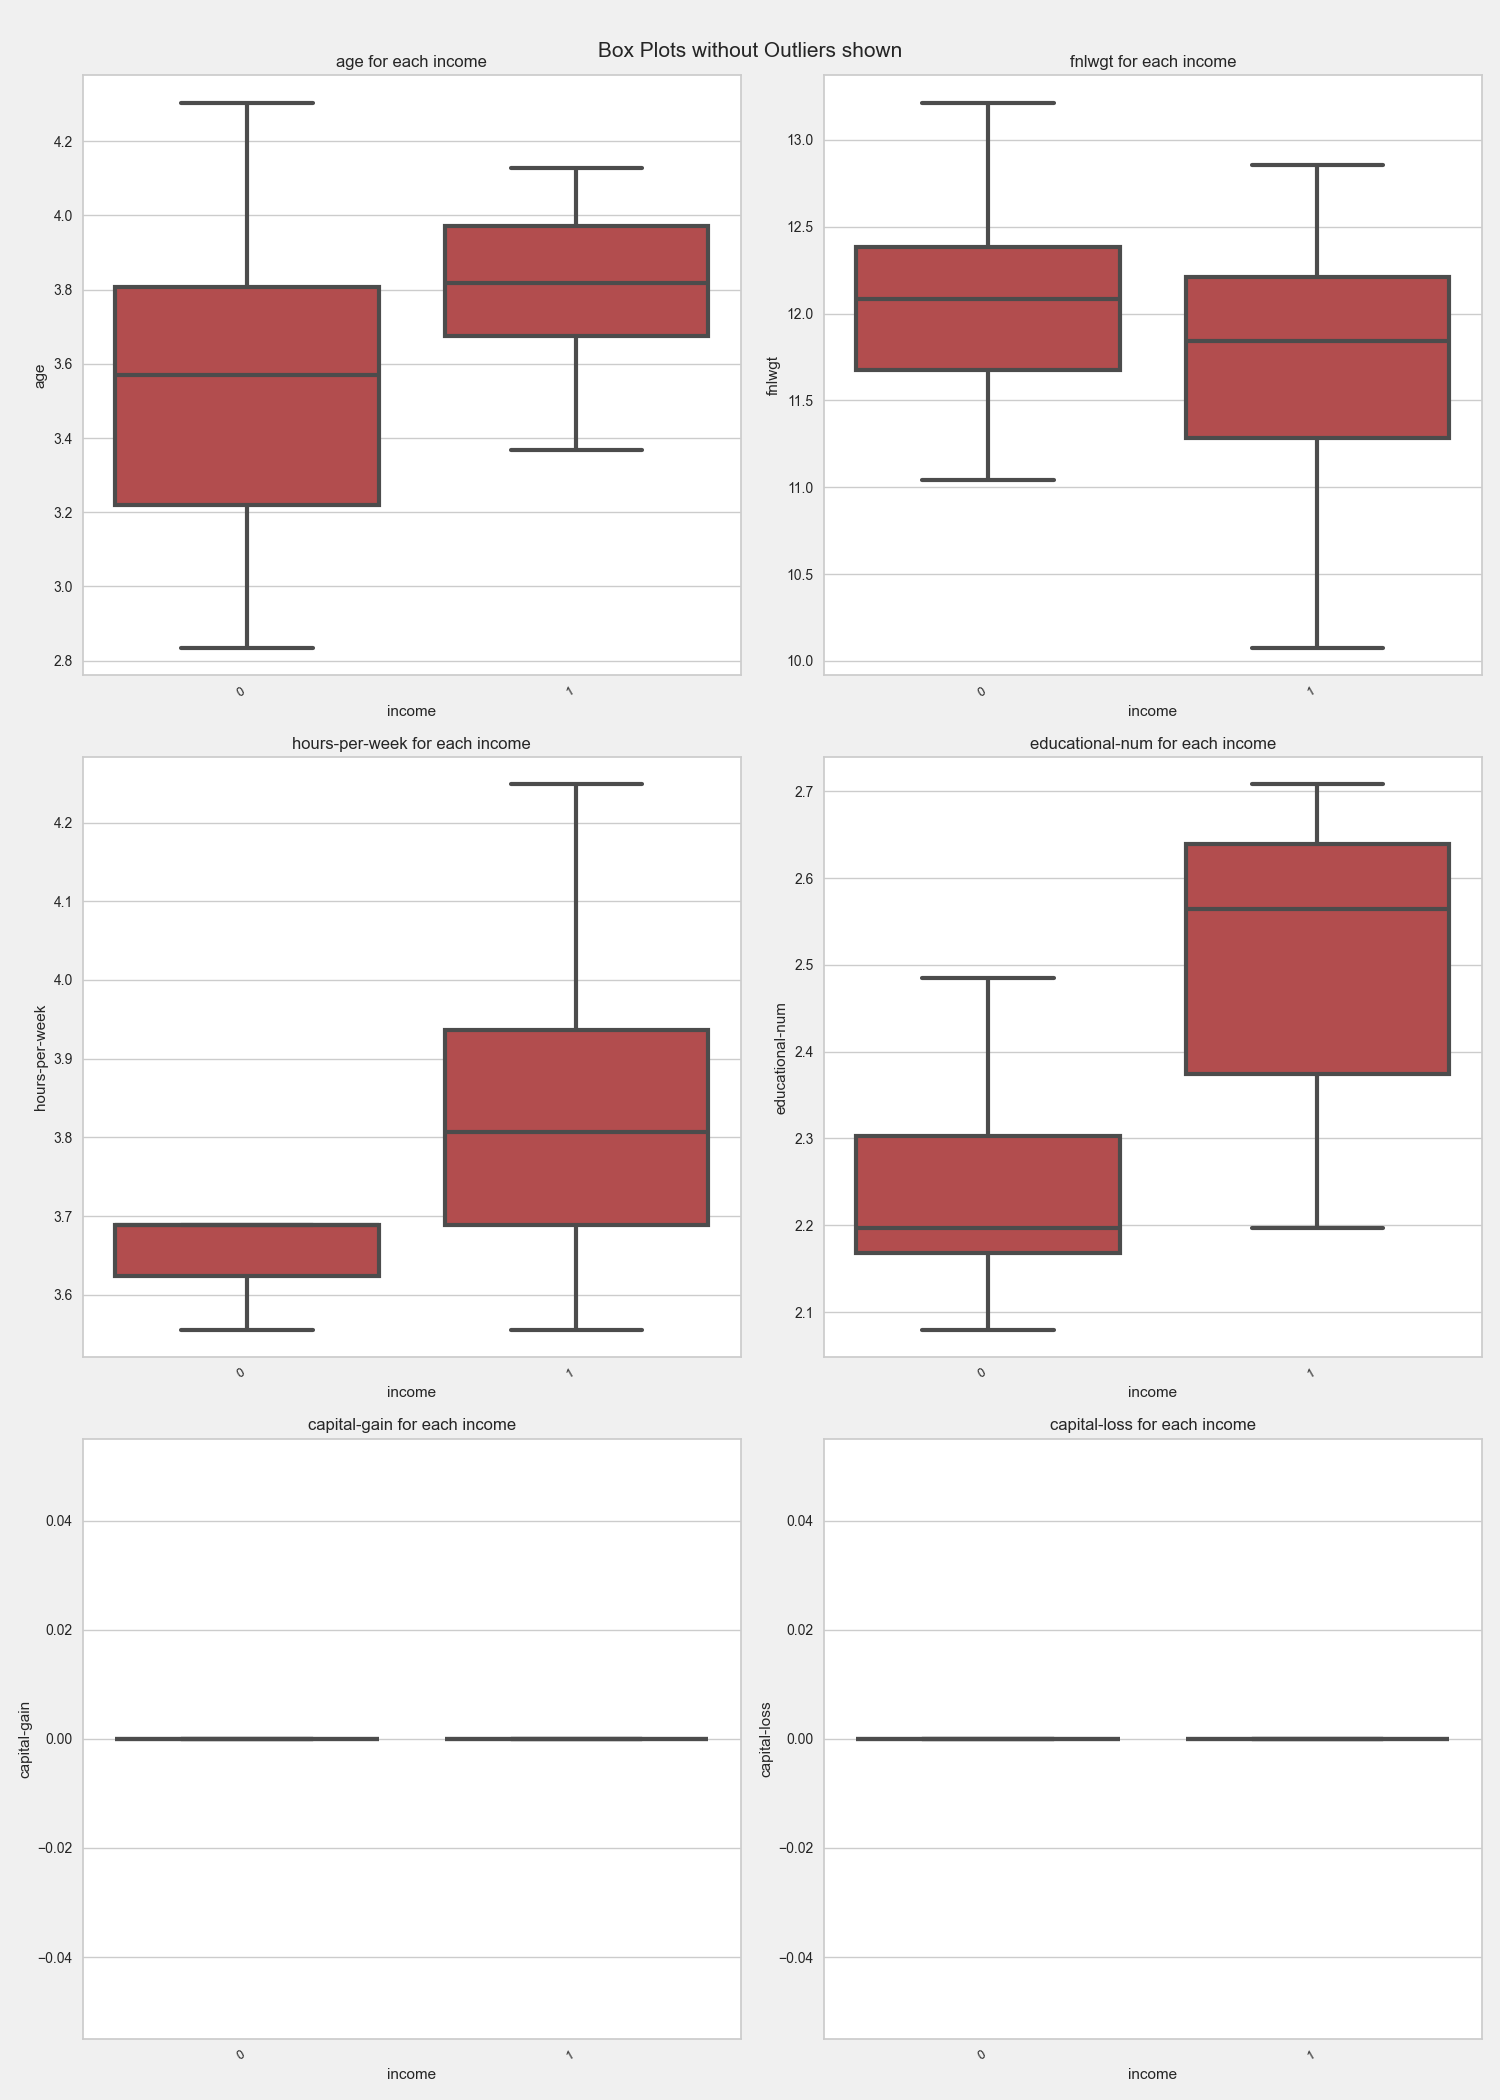 Box Plots without Outliers shown
age for each income
4.2
4.0
3.8
3.6
3.4
3.2
3.0
2.8
age
0
1
income
fnlwgt for each income
13.0
12.5
12.0
11.5
11.0
10.5
10.0
fnlwgt
0
1
income
hours-per-week for each income
4.2
4.1
4.0
3.9
3.8
3.7
3.6
hours-per-week
0
1
income
educational-num for each income
2.7
2.6
2.5
2.4
2.3
2.2
2.1
educational-num
0
1
income
capital-gain for each income
0.04
0.02
0.00
−0.02
−0.04
capital-gain
0
1
income
capital-loss for each income
0.04
0.02
0.00
−0.02
−0.04
capital-loss
0
1
income